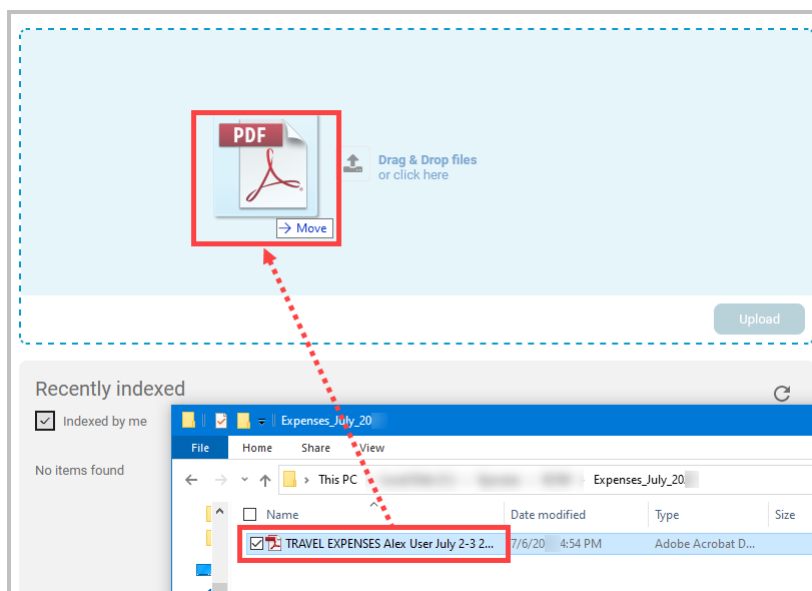 PDF
Drag & Drop files
or click here
Move
Upload
Recently indexed
Indexed by me
No items found
Expenses_July_20
File Home Share View
This PC Expenses_July_20
Name Date modified Type Size
TRAVEL EXPENSES Alex User July 2-3 2... 7/6/20 4:54 PM Adobe Acrobat D...